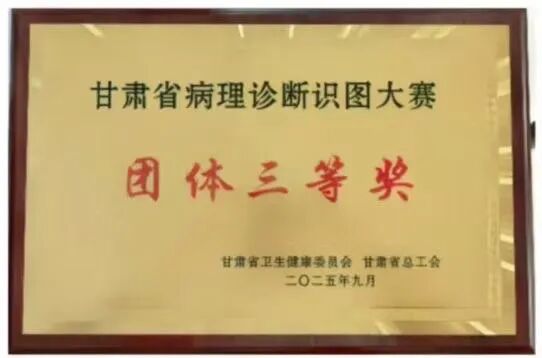 甘肃省病理诊断识图大赛
团体三等奖
甘肃省卫生健康委员会 甘肃省总工会
二〇二五年九月